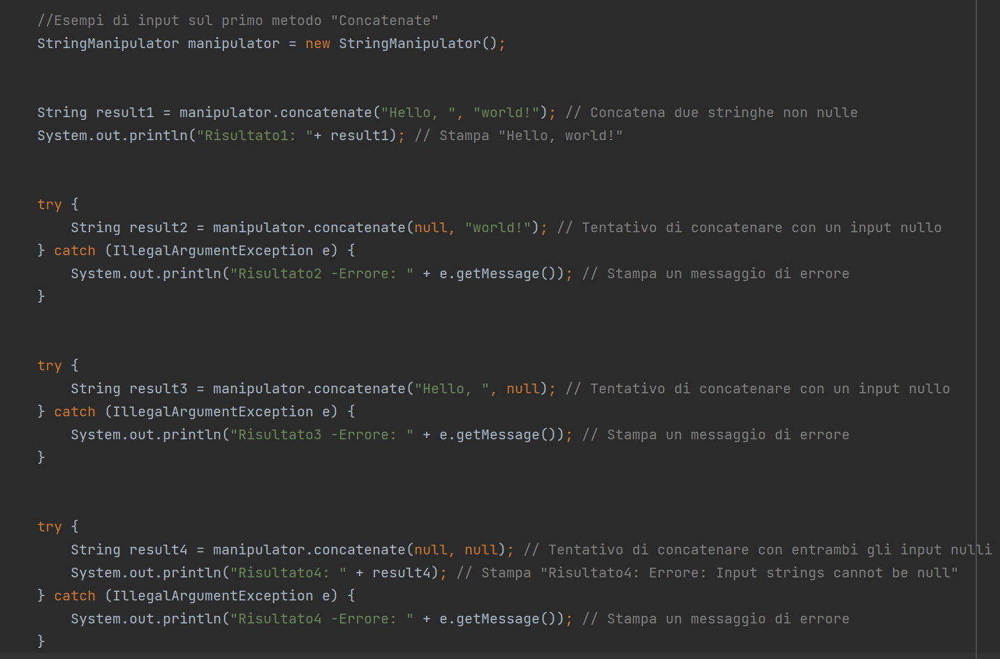 //Esempi di input sul primo metodo "Concatenate"
StringManipulator manipulator = new StringManipulator();
String result1 = manipulator.concatenate("Hello, ", "world!"); // Concatena due stringhe non nulle
System.out.println("Risultato1: "+ result1); // Stampa "Hello, world!"
try {
    String result2 = manipulator.concatenate(null, "world!"); // Tentativo di concatenare con un input nullo
} catch (IllegalArgumentException e) {
    System.out.println("Risultato2 -Errore: " + e.getMessage()); // Stampa un messaggio di errore
}
try {
    String result3 = manipulator.concatenate("Hello, ", null); // Tentativo di concatenare con un input nullo
} catch (IllegalArgumentException e) {
    System.out.println("Risultato3 -Errore: " + e.getMessage()); // Stampa un messaggio di errore
}
try {
    String result4 = manipulator.concatenate(null, null); // Tentativo di concatenare con entrambi gli input nulli
    System.out.println("Risultato4: " + result4); // Stampa "Risultato4: Errore: Input strings cannot be null"
} catch (IllegalArgumentException e) {
    System.out.println("Risultato4 -Errore: " + e.getMessage()); // Stampa un messaggio di errore
}